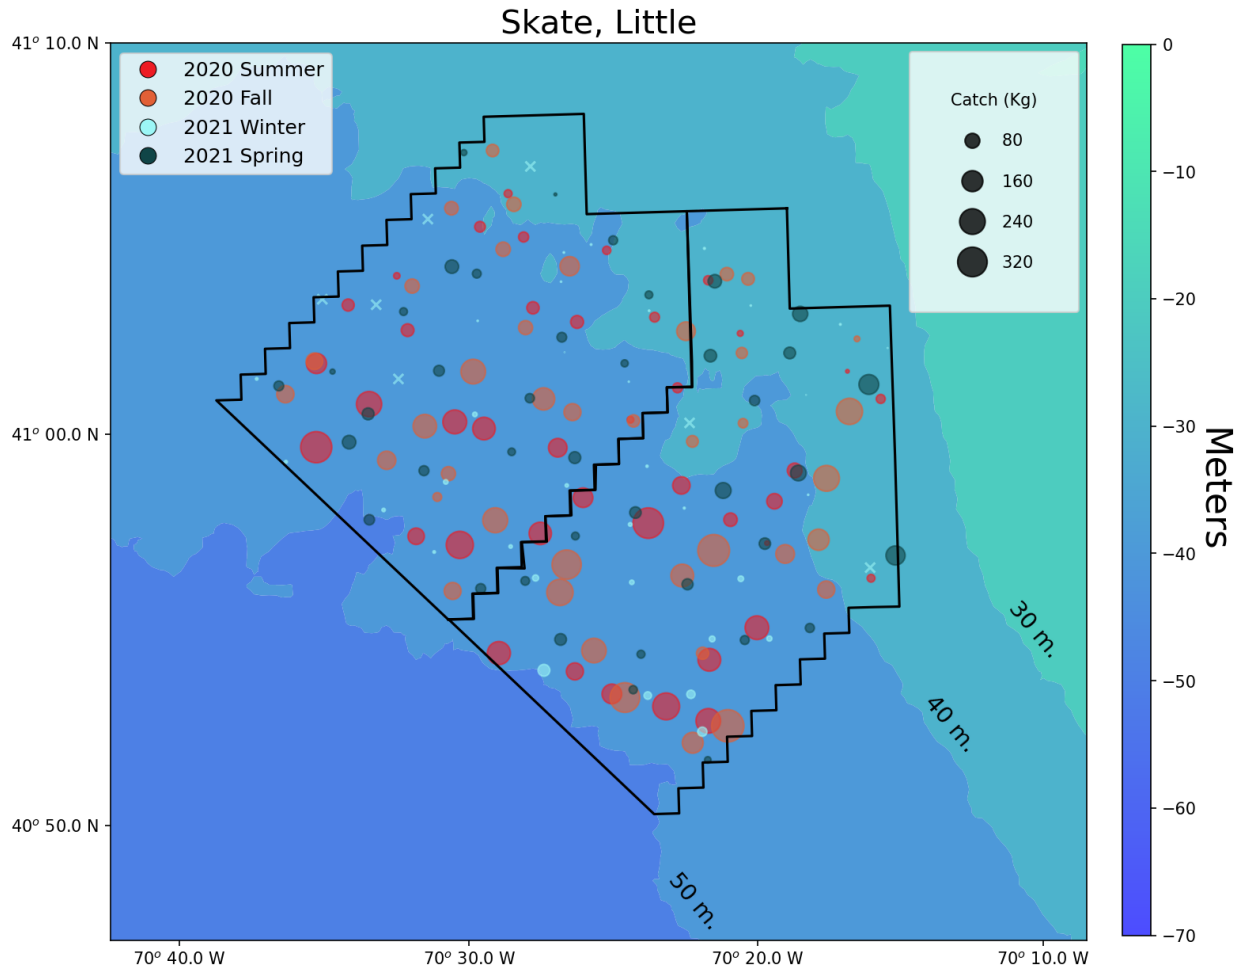 Skate, Little
41° 10.0 N
41° 00.0 N
40° 50.0 N
70° 40.0 W
70° 30.0 W
70° 20.0 W
70° 10.0 W
2020 Summer
2020 Fall
2021 Winter
2021 Spring
Catch (Kg)
80
160
240
320
30 m.
40 m.
50 m.
0
−10
−20
−30
−40
−50
−60
−70
Meters